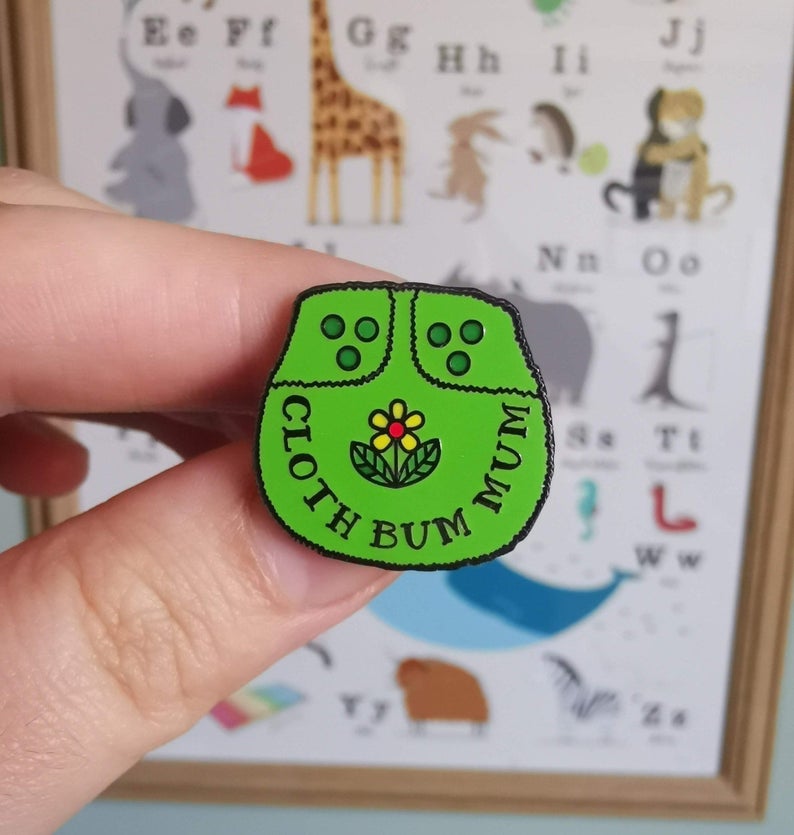 Ee Ff Gg
Hh Ii Jj
Nn Oo
Ss Tt
Ww
Yy Zz
CLOTH BUM MUM